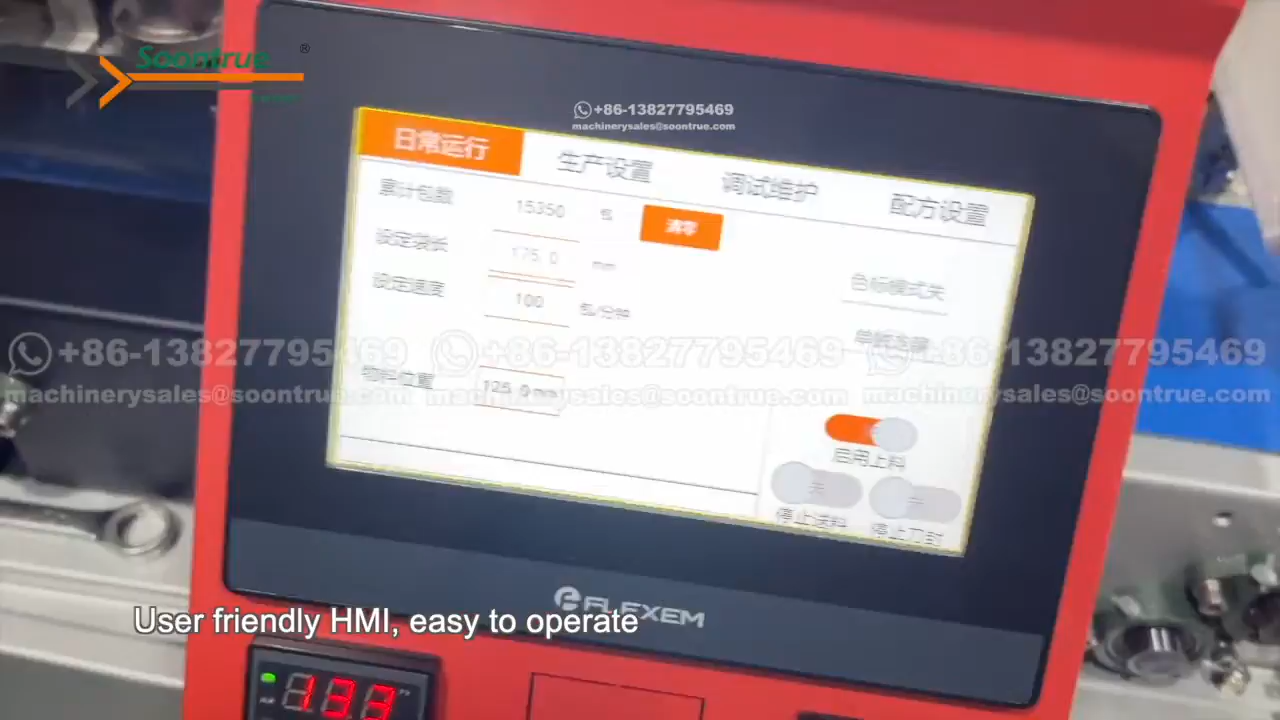 Soontrue ®
+86-13827795469
machinerysales@soontrue.com
日常运行 生产设置 调试维护 配方设置
累计包数 15350 包 清零
设定袋长 175.0 mm
设定速度 100 包/分钟
色标模式关
物料位置 125.0mm
启用上料
停止送料 停止刀封
+86-13827795469 +86-13827795469 +86-13827795469
machinerysales@soontrue.com machinerysales@soontrue.com machinerysales@soontrue.com
FLEXEM
User friendly HMI, easy to operate
133